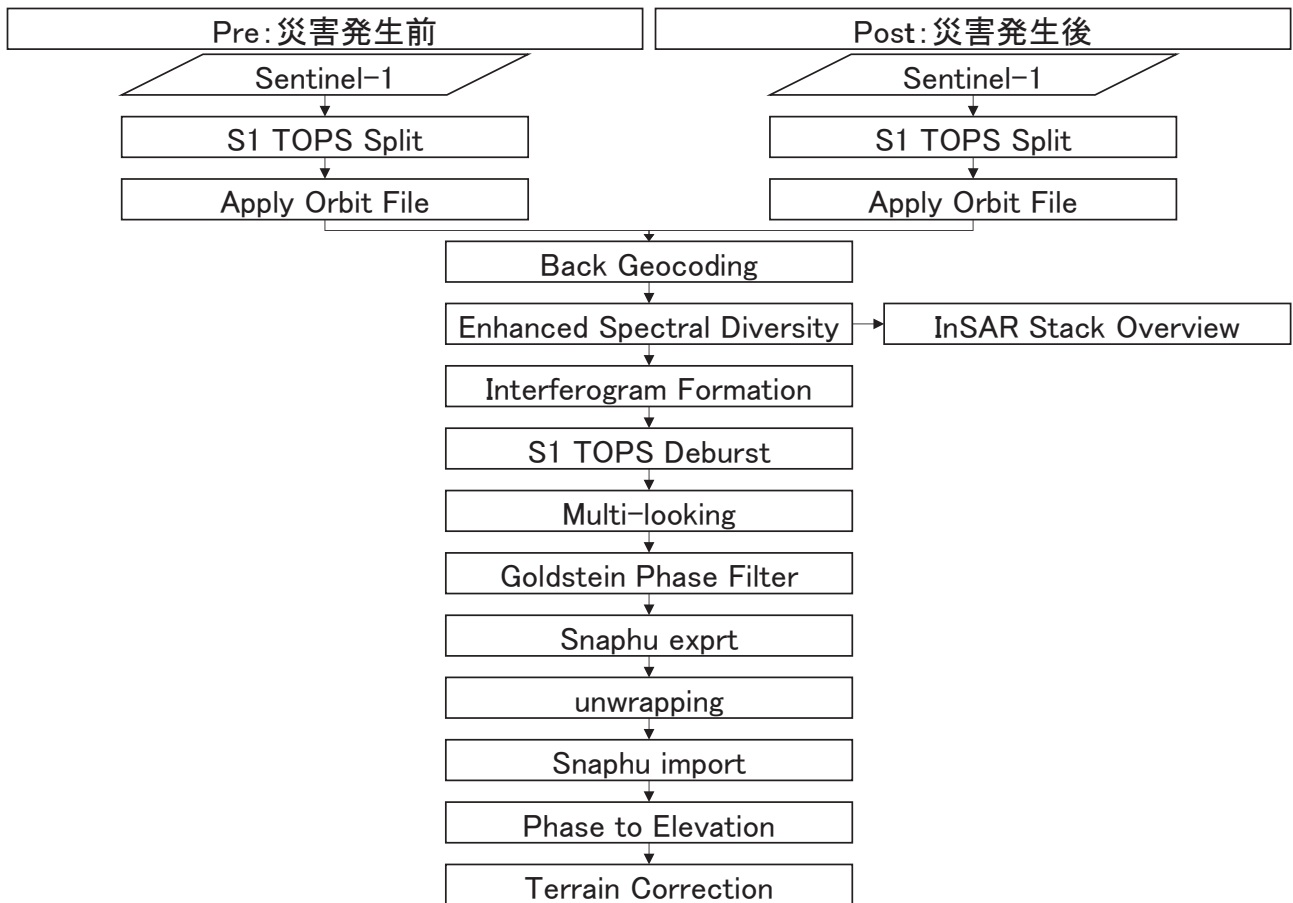 Pre：災害発生前
Post：災害発生後
Sentinel-1
Sentinel-1
S1 TOPS Split
S1 TOPS Split
Apply Orbit File
Apply Orbit File
Back Geocoding
Enhanced Spectral Diversity
InSAR Stack Overview
Interferogram Formation
S1 TOPS Deburst
Multi-looking
Goldstein Phase Filter
Snaphu exprt
unwrapping
Snaphu import
Phase to Elevation
Terrain Correction